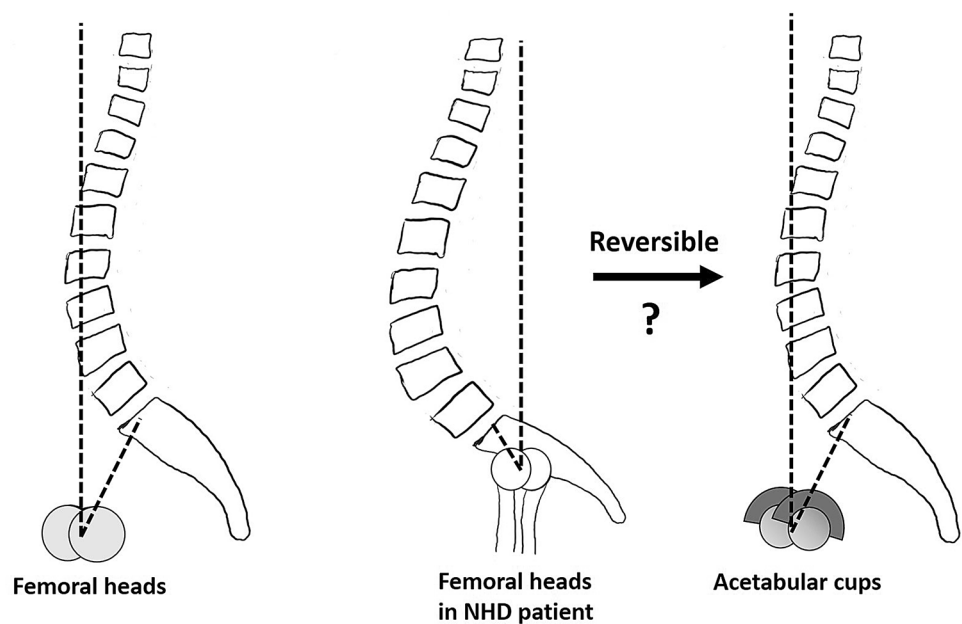 Reversible
?
Femoral heads
Femoral heads
in NHD patient
Acetabular cups